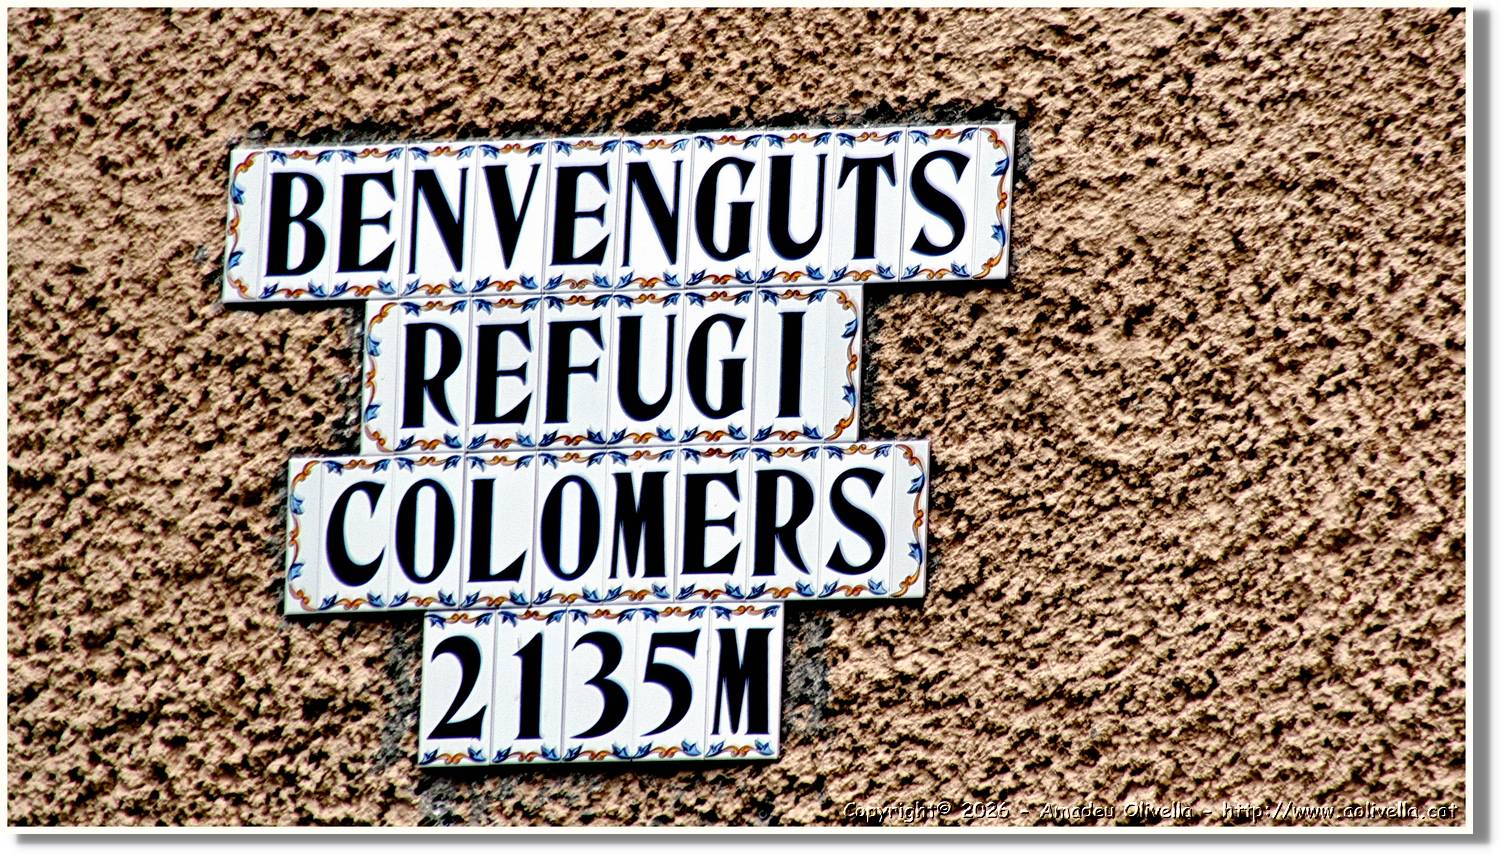 BENVENGUTS
REFUGI
COLOMERS
2135M
Copyright© 2026 - Amadeu Olivella - http://www.aolivella.cat